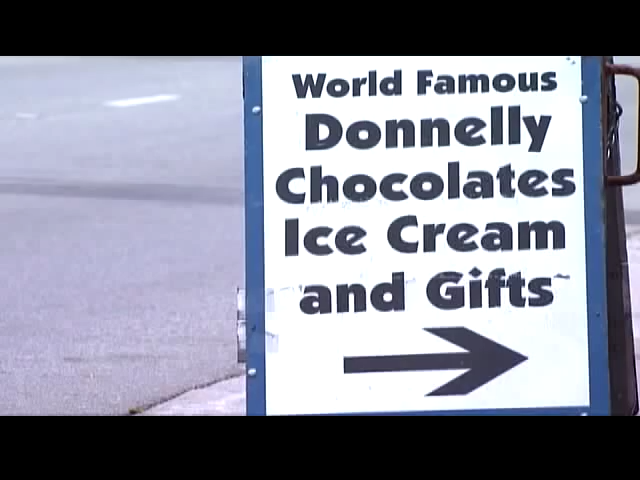 World Famous
Donnelly
Chocolates
Ice Cream
and Gifts